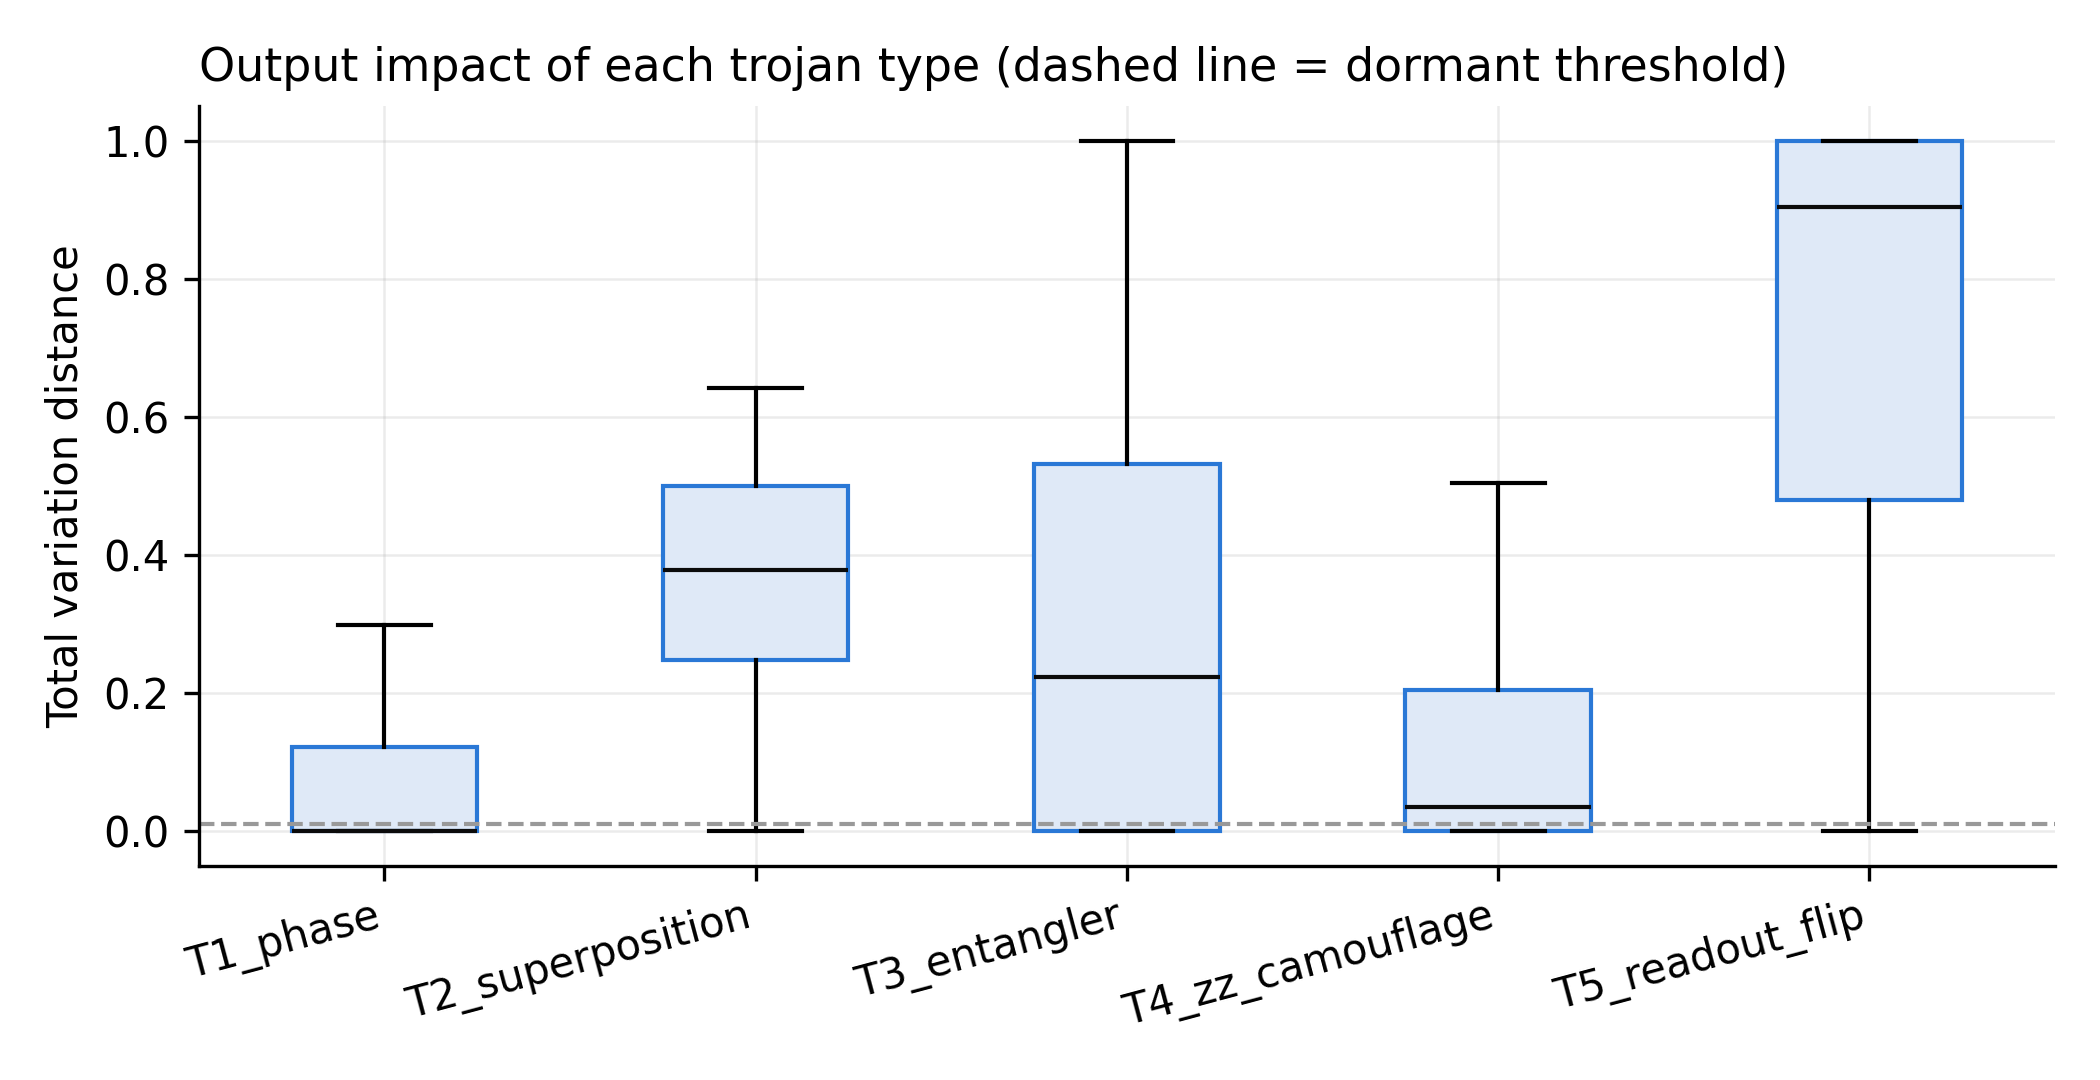 Output impact of each trojan type (dashed line = dormant threshold)
Total variation distance
1.0
0.8
0.6
0.4
0.2
0.0
T1_phase
T2_superposition
T3_entangler
T4_zz_camouflage
T5_readout_flip